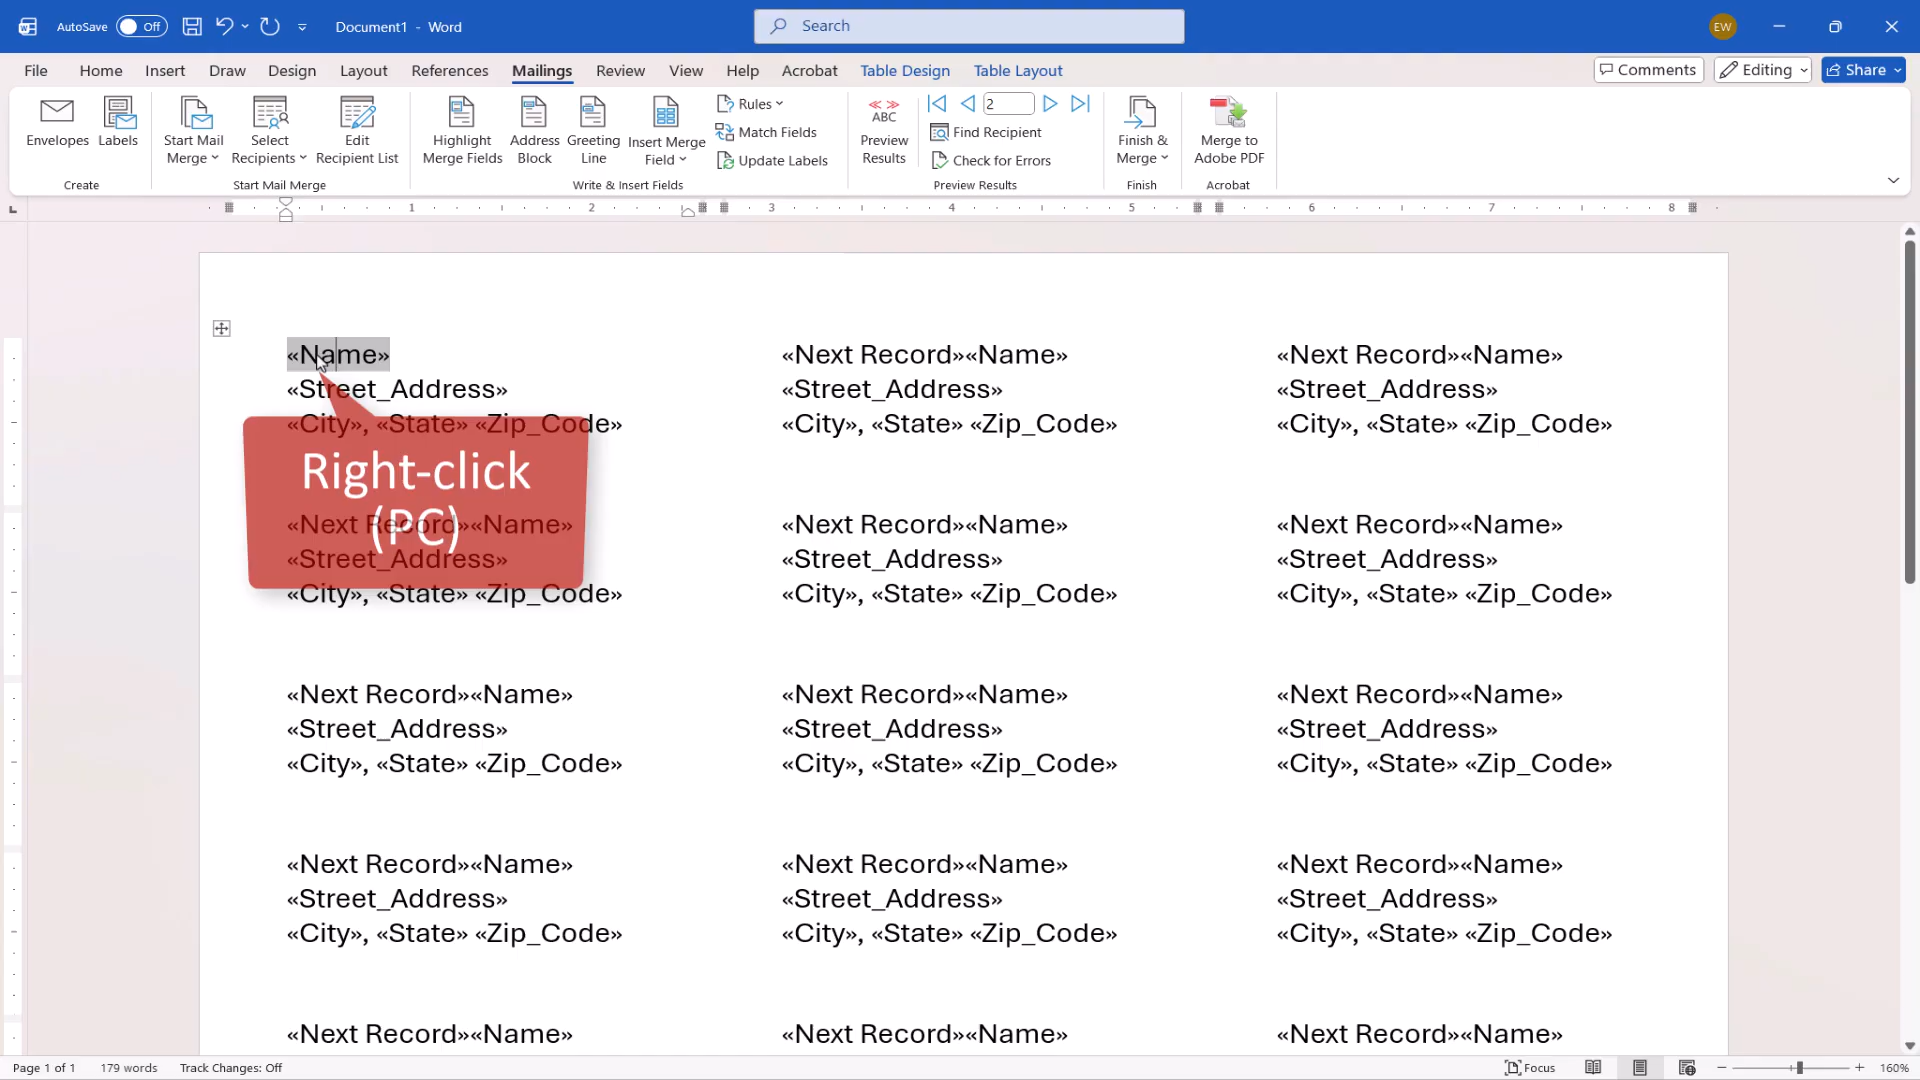 AutoSave Off Document1 - Word Search EW
File Home Insert Draw Design Layout References Mailings Review View Help Acrobat Table Design Table Layout Comments Editing Share
Envelopes Labels Start Mail Merge Select Recipients Edit Recipient List Highlight Merge Fields Address Block Greeting Line Insert Merge Field Rules Match Fields Update Labels ABC Preview Results 2 Find Recipient Check for Errors Finish & Merge Merge to Adobe PDF
Create Start Mail Merge Write & Insert Fields Preview Results Finish Acrobat
1 2 3 4 5 6 7 8
«Name» «Next Record»«Name» «Next Record»«Name»
«Street_Address» «Street_Address» «Street_Address»
«City», «State» «Zip_Code» «City», «State» «Zip_Code» «City», «State» «Zip_Code»
Right-click
(PC)
«Next Record»«Name» «Next Record»«Name» «Next Record»«Name»
«Street_Address» «Street_Address» «Street_Address»
«City», «State» «Zip_Code» «City», «State» «Zip_Code» «City», «State» «Zip_Code»
«Next Record»«Name» «Next Record»«Name» «Next Record»«Name»
«Street_Address» «Street_Address» «Street_Address»
«City», «State» «Zip_Code» «City», «State» «Zip_Code» «City», «State» «Zip_Code»
«Next Record»«Name» «Next Record»«Name» «Next Record»«Name»
«Street_Address» «Street_Address» «Street_Address»
«City», «State» «Zip_Code» «City», «State» «Zip_Code» «City», «State» «Zip_Code»
«Next Record»«Name» «Next Record»«Name» «Next Record»«Name»
Page 1 of 1 179 words Track Changes: Off Focus 160%